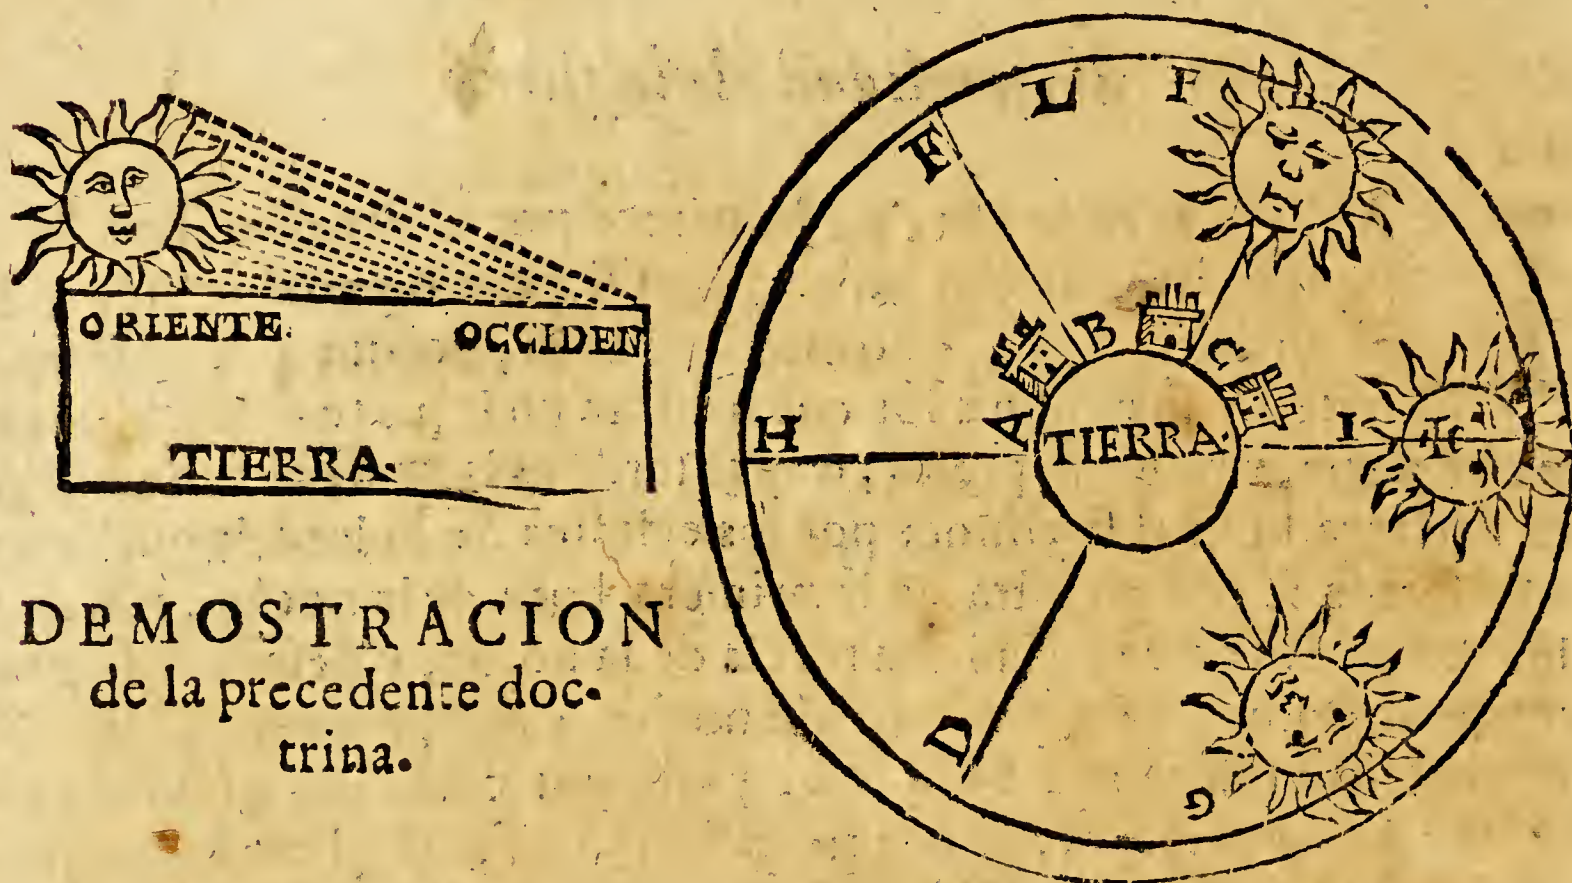 ORIENTE. OCCIDEN
TIERRA.
DEMOSTRACION
de la precedente doc-
trina.
E L F
A B C
H TIERRA. I K
D G